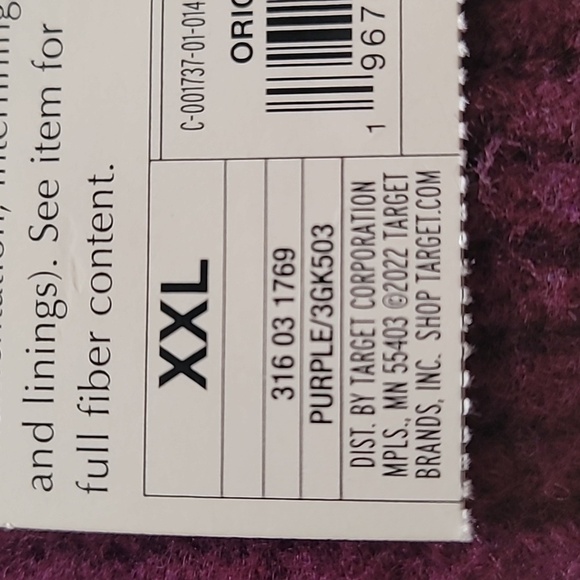 and linings). See item for
full fiber content.
C-001737-01-014
1 967
XXL
316 03 1769
PURPLE/3GK503
DIST. BY TARGET CORPORATION
MPLS., MN 55403 ©2022 TARGET
BRANDS, INC. SHOP TARGET.COM